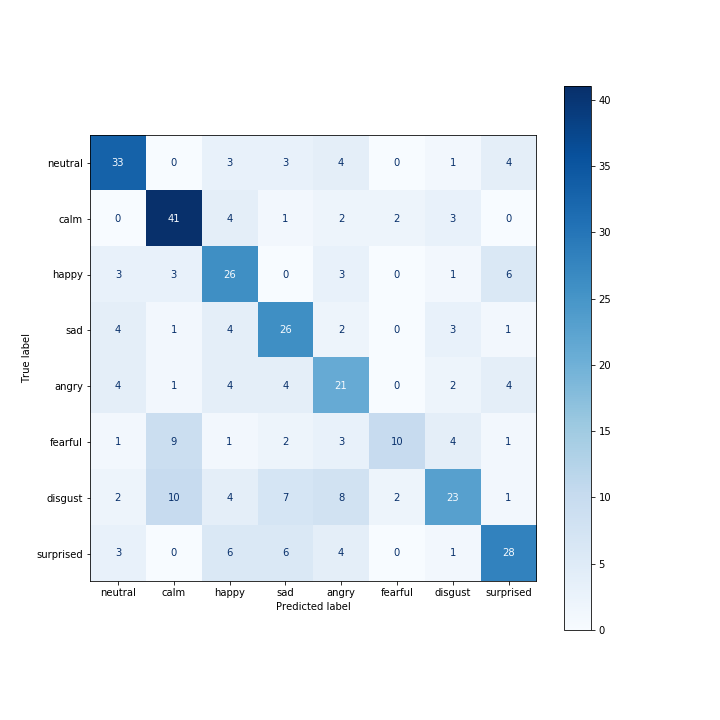 40
35
30
25
20
15
10
5
0
True label
neutral 33 0 3 3 4 0 1 4
calm 0 41 4 1 2 2 3 0
happy 3 3 26 0 3 0 1 6
sad 4 1 4 26 2 0 3 1
angry 4 1 4 4 21 0 2 4
fearful 1 9 1 2 3 10 4 1
disgust 2 10 4 7 8 2 23 1
surprised 3 0 6 6 4 0 1 28
neutral calm happy sad angry fearful disgust surprised
Predicted label